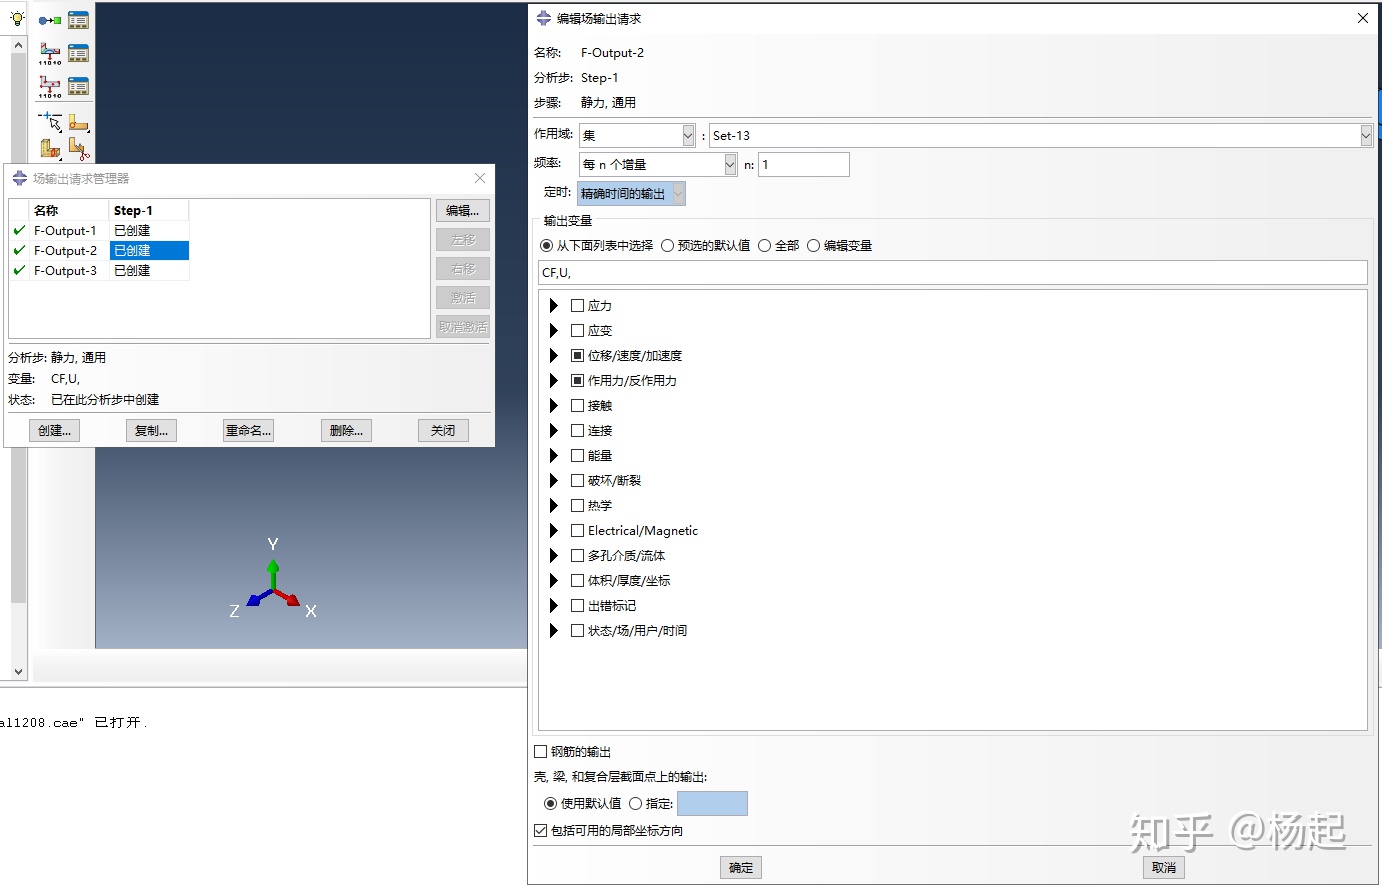 编辑场输出请求
名称: F-Output-2
分析步: Step-1
步骤: 静力, 通用
作用域: 集 : Set-13
频率: 每 n 个增量 n: 1
定时: 精确时间的输出
输出变量
从下面列表中选择 预选的默认值 全部 编辑变量
CF,U,
应力
应变
位移/速度/加速度
作用力/反作用力
接触
连接
能量
破坏/断裂
热学
Electrical/Magnetic
多孔介质/流体
体积/厚度/坐标
出错标记
状态/场/用户/时间
钢筋的输出
壳, 梁, 和复合层截面点上的输出:
使用默认值 指定:
包括可用的局部坐标方向
确定 取消
场输出请求管理器
名称 Step-1
F-Output-1 已创建
F-Output-2 已创建
F-Output-3 已创建
编辑...
左移
右移
激活
取消激活
分析步: 静力, 通用
变量: CF,U,
状态: 已在此分析步中创建
创建... 复制... 重命名... 删除... 关闭
Y
Z X
al1208.cae" 已打开.
知乎 @杨起